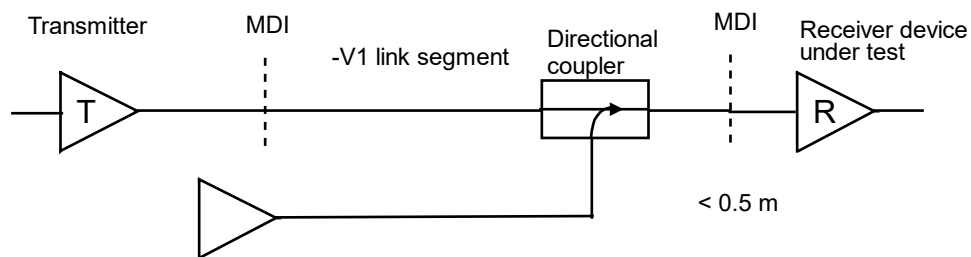 Transmitter
MDI
-V1 link segment
Directional
coupler
MDI
Receiver device
under test
T
R
< 0.5 m